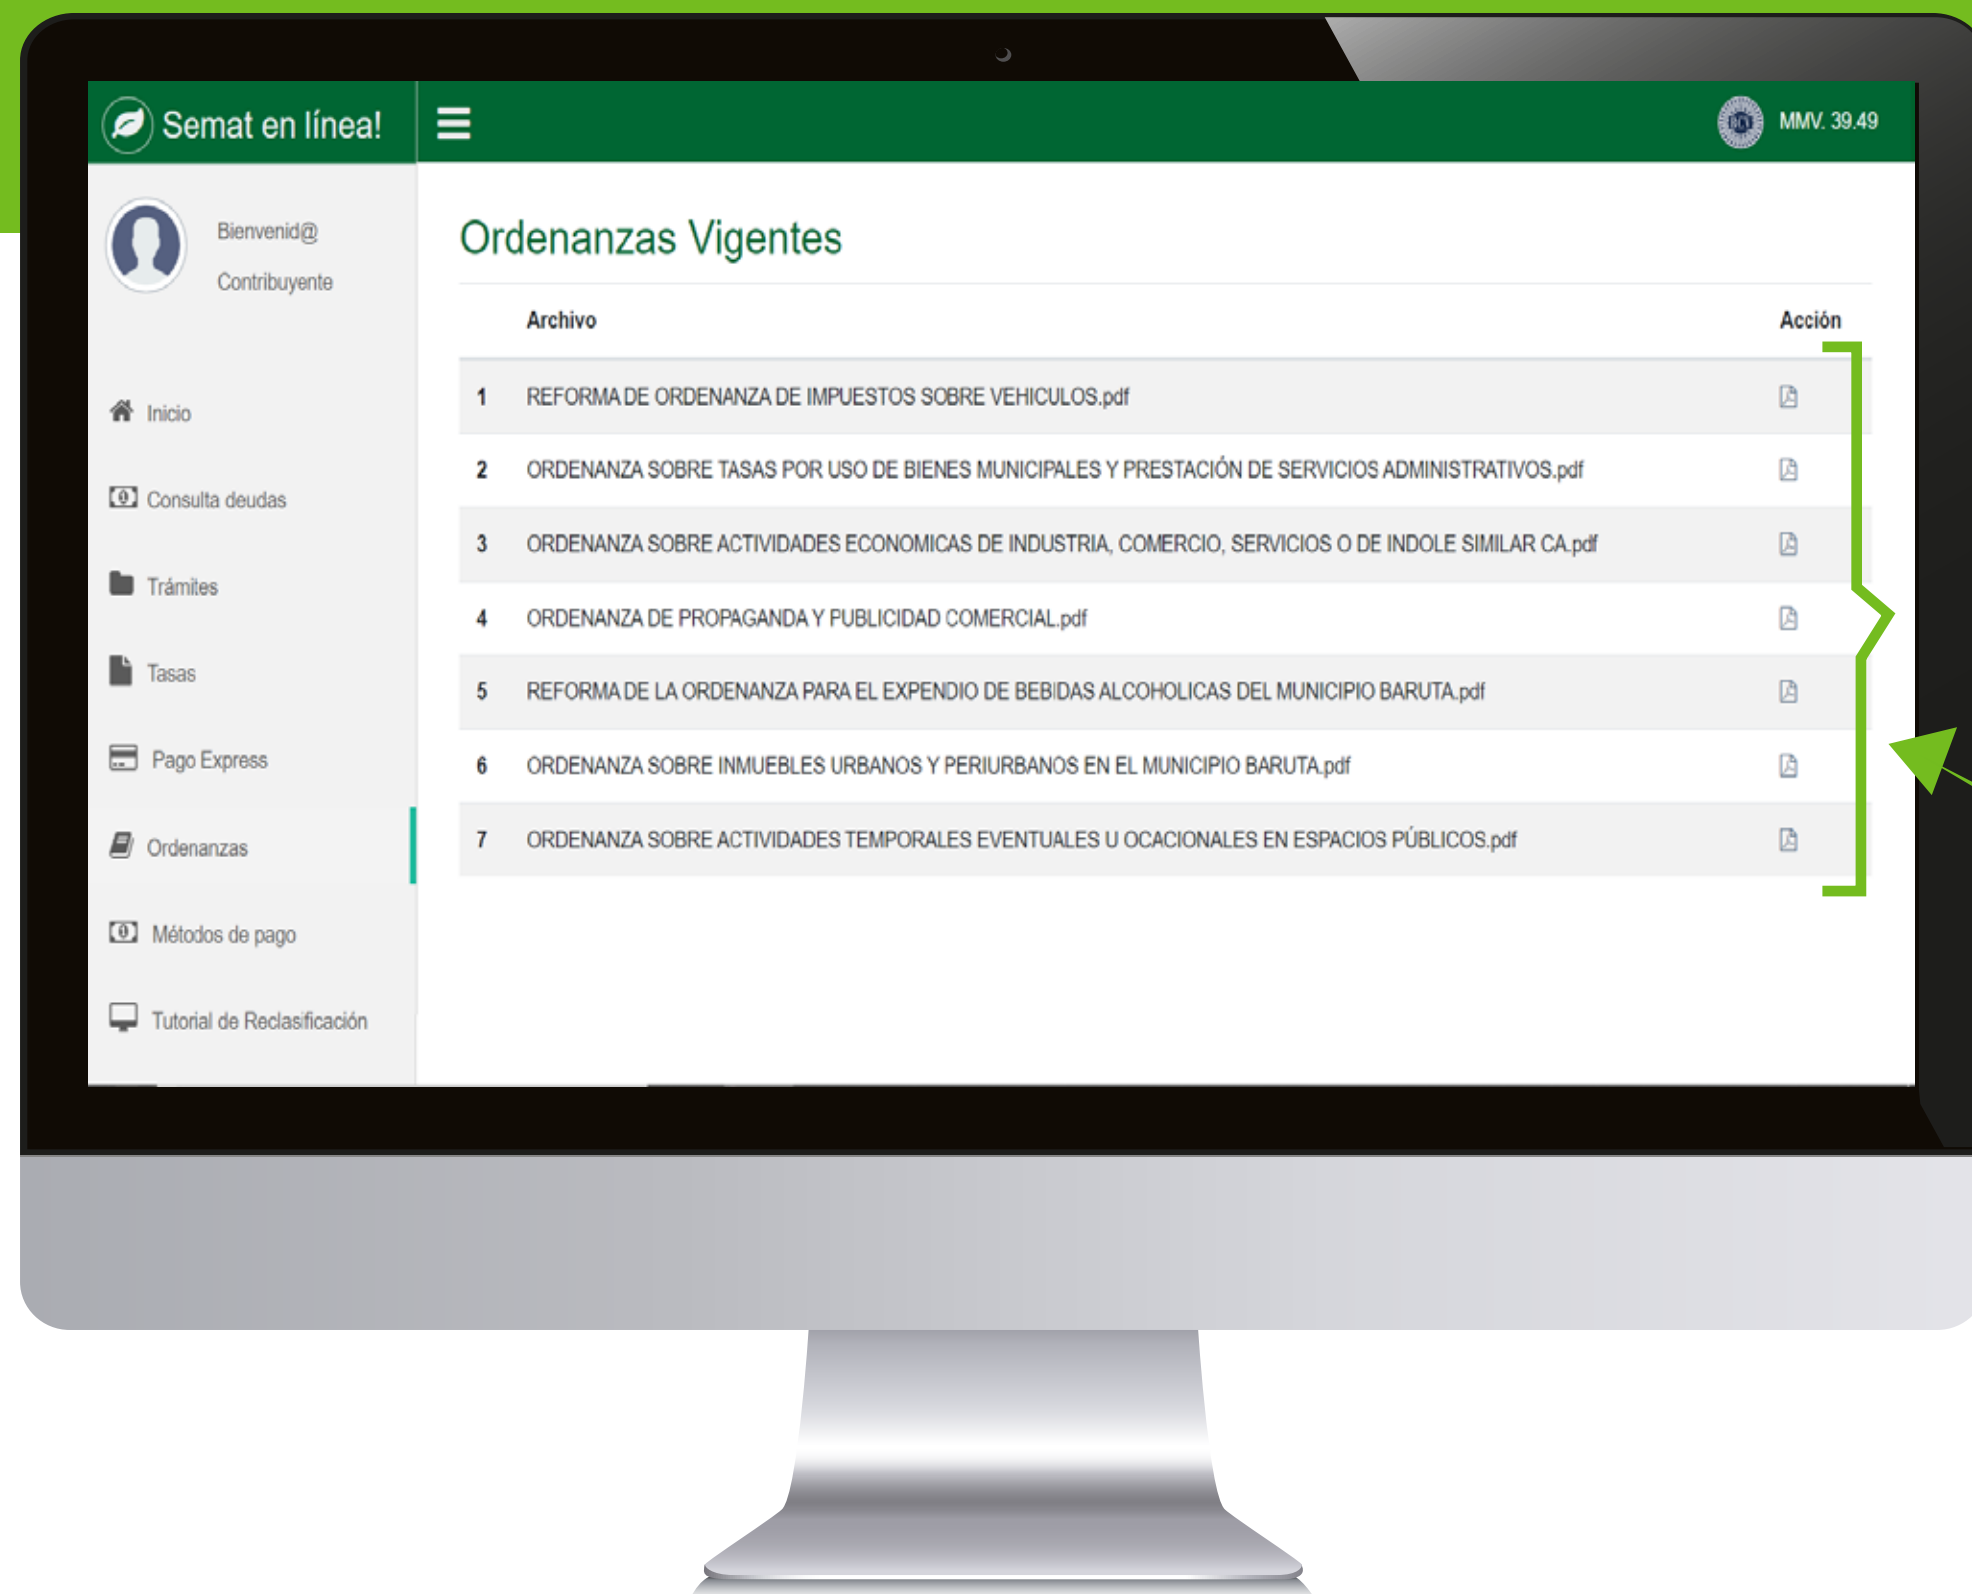 Semat en línea!
BCV
MMV. 39.49
Bienvenid@
Contribuyente
Inicio
Consulta deudas
Trámites
Tasas
Pago Express
Ordenanzas
Métodos de pago
Tutorial de Reclasificación
Ordenanzas Vigentes
Archivo Acción
1 REFORMA DE ORDENANZA DE IMPUESTOS SOBRE VEHICULOS.pdf
2 ORDENANZA SOBRE TASAS POR USO DE BIENES MUNICIPALES Y PRESTACIÓN DE SERVICIOS ADMINISTRATIVOS.pdf
3 ORDENANZA SOBRE ACTIVIDADES ECONOMICAS DE INDUSTRIA, COMERCIO, SERVICIOS O DE INDOLE SIMILAR CA.pdf
4 ORDENANZA DE PROPAGANDA Y PUBLICIDAD COMERCIAL.pdf
5 REFORMA DE LA ORDENANZA PARA EL EXPENDIO DE BEBIDAS ALCOHOLICAS DEL MUNICIPIO BARUTA.pdf
6 ORDENANZA SOBRE INMUEBLES URBANOS Y PERIURBANOS EN EL MUNICIPIO BARUTA.pdf
7 ORDENANZA SOBRE ACTIVIDADES TEMPORALES EVENTUALES U OCACIONALES EN ESPACIOS PÚBLICOS.pdf